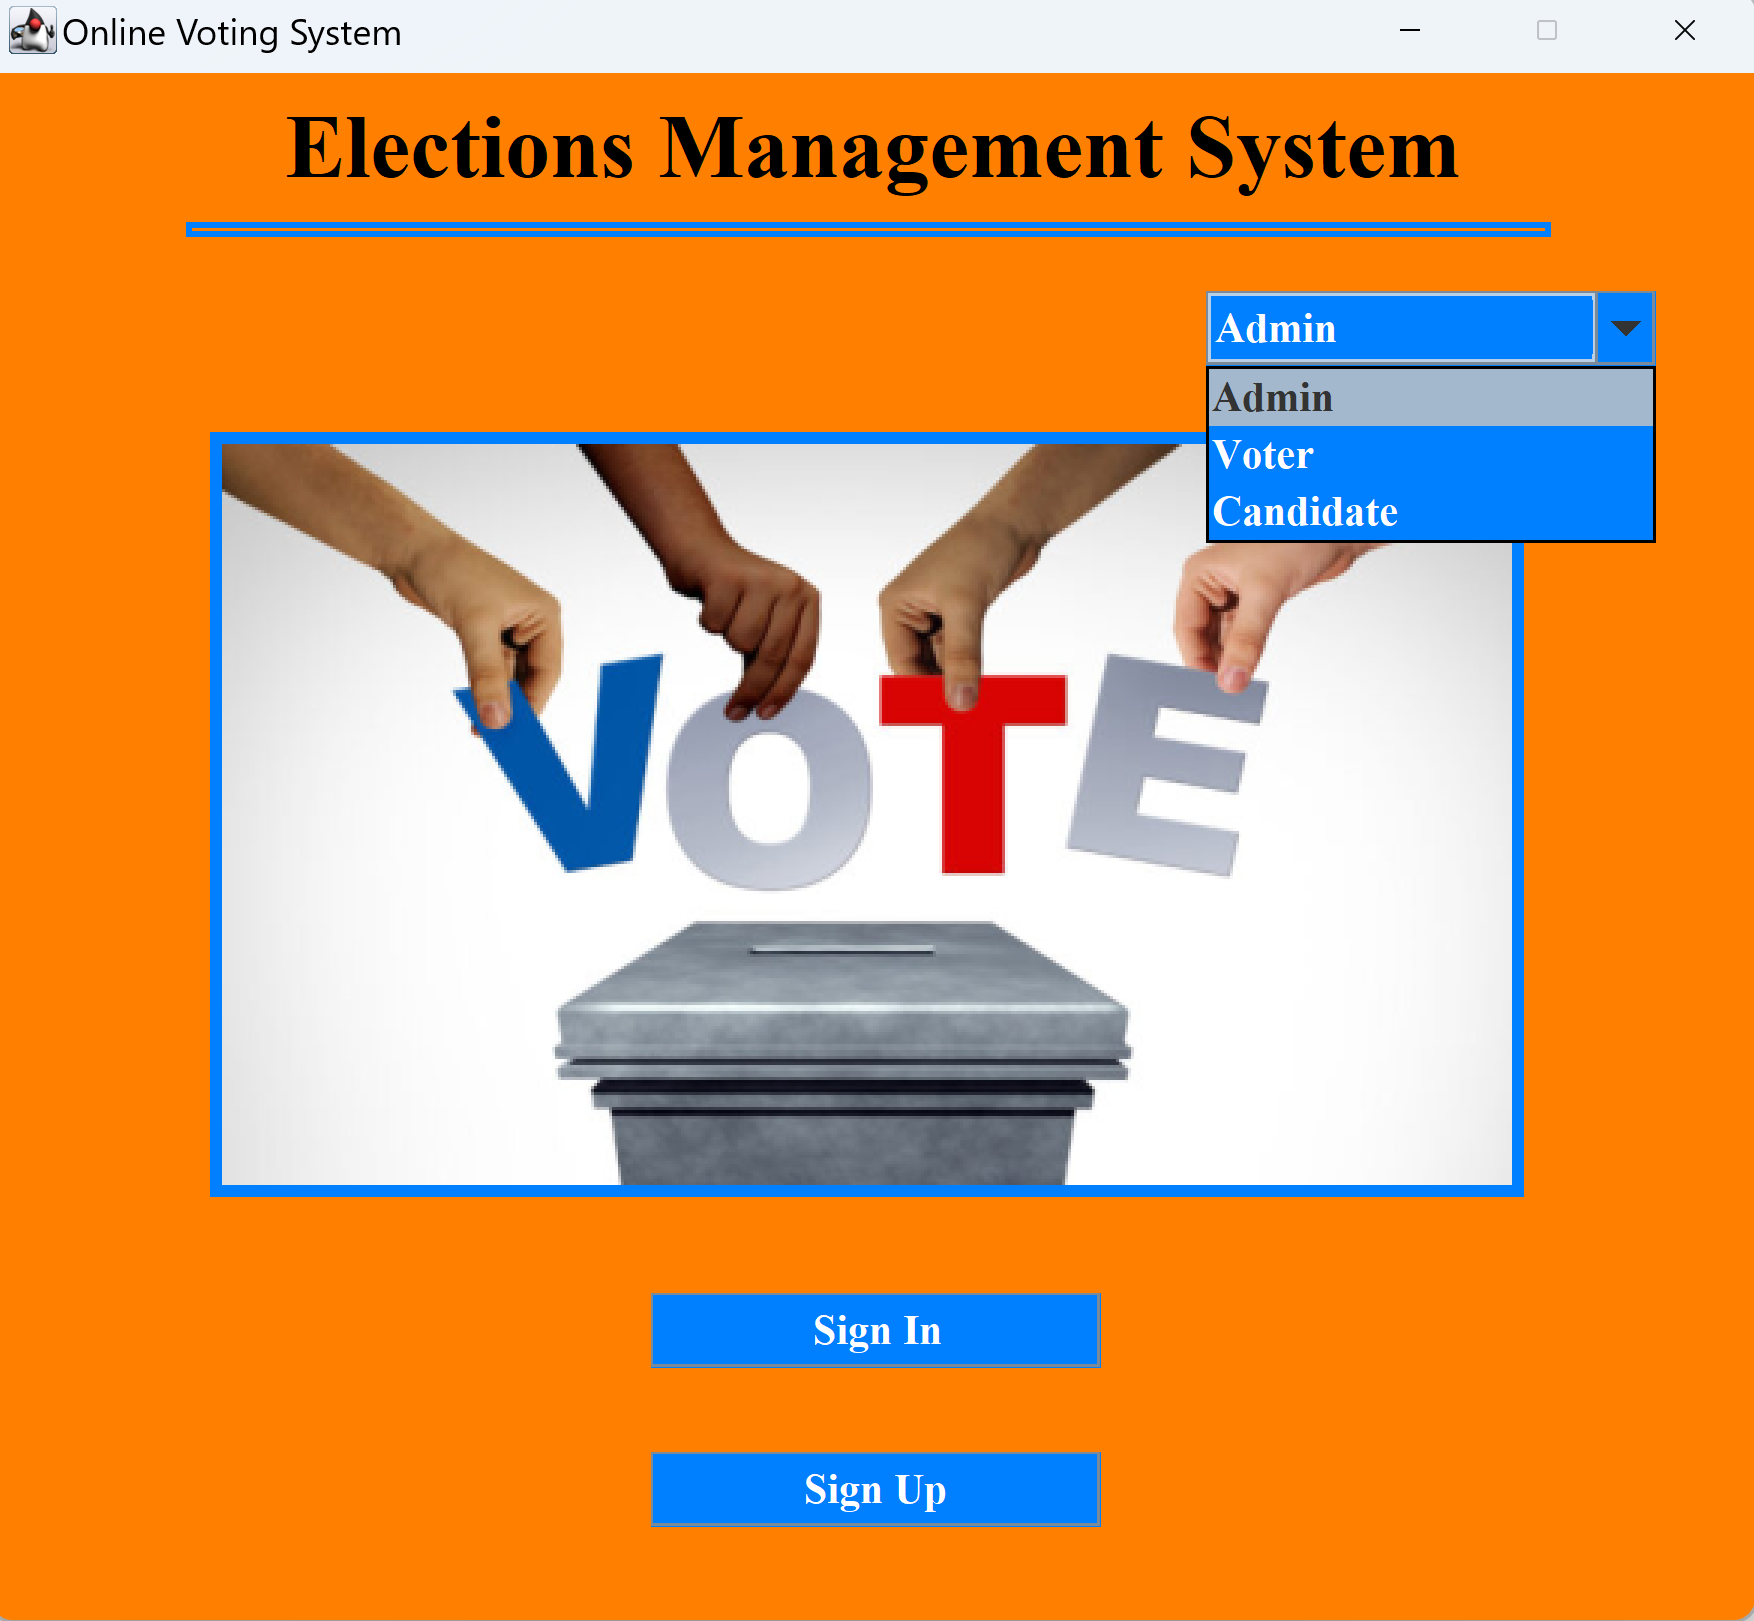 Online Voting System
Elections Management System
Admin
Admin
Voter
Candidate
VOTE
Sign In
Sign Up